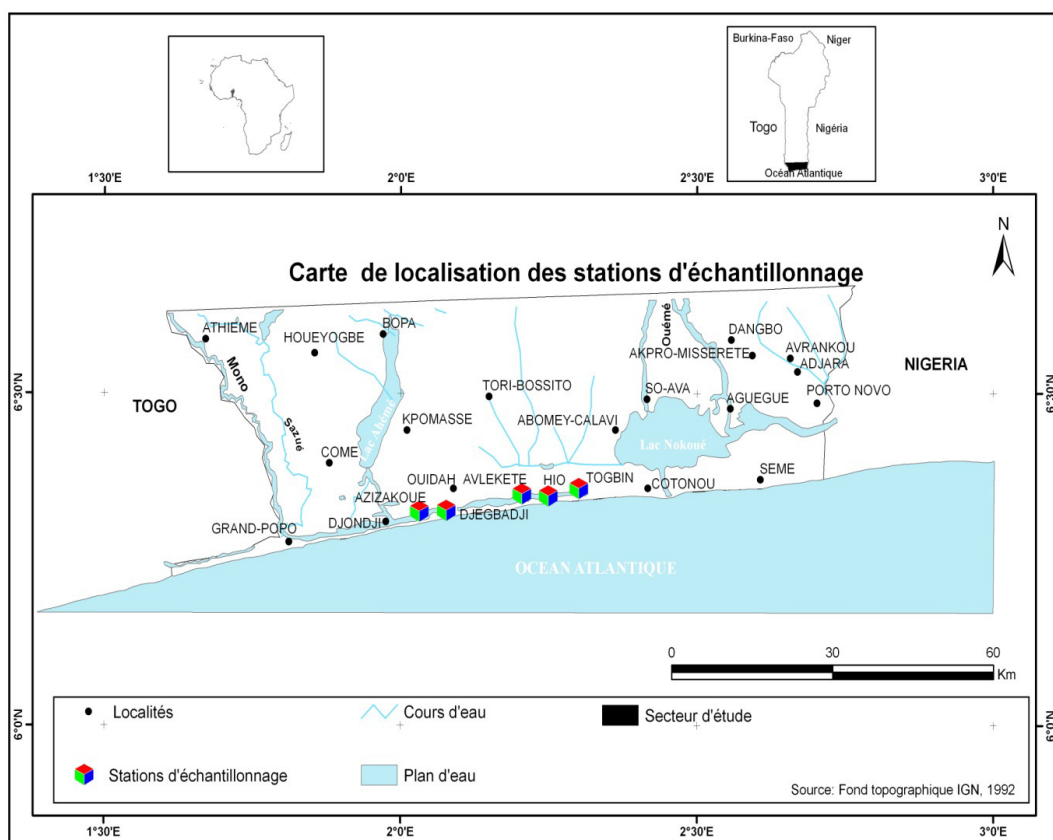 Burkina-Faso
Niger
Togo
Nigéria
Océan Atlantique
1°30'E
2°0'E
2°30'E
3°0'E
N
Carte de localisation des stations d'échantillonnage
ATHIEME
HOUEYOGBE
BOPA
Ouémé
DANGBO
AKPRO-MISSERETE
AVRANKOU
ADJARA
NIGERIA
Mono
TORI-BOSSITO
SO-AVA
AGUEGUE
PORTO NOVO
6°30'N
6°30'N
TOGO
Sazué
Lac Ahémé
KPOMASSE
ABOMEY-CALAVI
Lac Nokoué
COME
OUIDAH
AVLEKETE
HIO
TOGBIN
COTONOU
SEME
AZIZAKOUE
GRAND-POPO
DJONDJI
DJEGBADJI
OCEAN ATLANTIQUE
0
30
60
Km
Localités
Cours d'eau
Secteur d'étude
6°0'N
6°0'N
Stations d'échantillonnage
Plan d'eau
Source: Fond topographique IGN, 1992
1°30'E
2°0'E
2°30'E
3°0'E